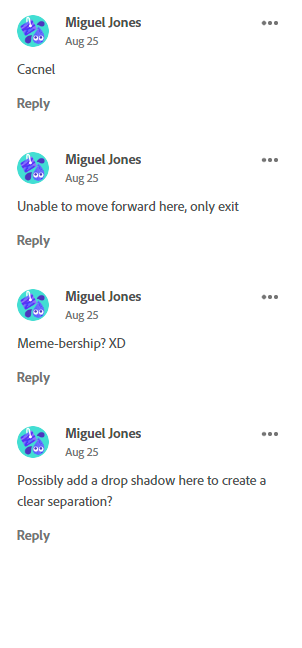 Miguel Jones
Aug 25
Cacnel
Reply
Miguel Jones
Aug 25
Unable to move forward here, only exit
Reply
Miguel Jones
Aug 25
Meme-bership? XD
Reply
Miguel Jones
Aug 25
Possibly add a drop shadow here to create a
clear separation?
Reply